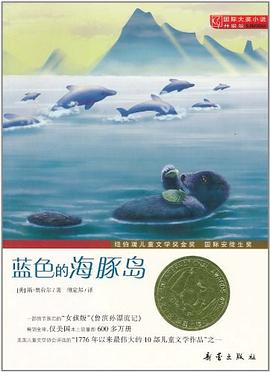 国际大奖小说
升级版
纽伯瑞儿童文学奖金奖 国际安徒生奖
蓝色的海豚岛
[美]斯·奥台尔/著 傅定邦/译
一部被誉为"女孩版"《鲁滨孙漂流记》
畅销全球,仅美国本土销量即600多万册
美国儿童文学协会评选的"1776年以来最伟大的10部儿童文学作品"之一
新蕾出版社